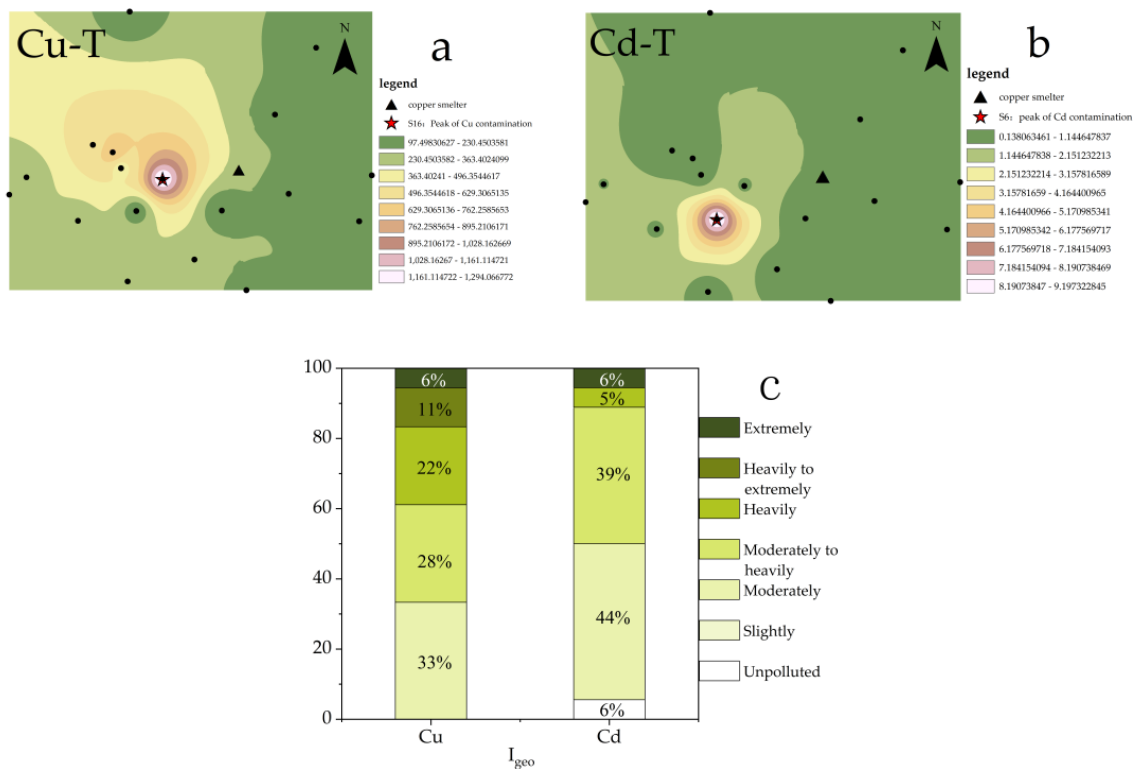 Cu-T
a
N
legend
copper smelter
S16: Peak of Cu contamination
97.49830627 - 230.4503581
230.4503582 - 363.4024099
363.40241 - 496.3544617
496.3544618 - 629.3065135
629.3065136 - 762.2585653
762.2585654 - 895.2106171
895.2106172 - 1,028.162669
1,028.16267 - 1,161.114721
1,161.114722 - 1,294.066772
Cd-T
b
N
legend
copper smelter
S6: peak of Cd contamination
0.138063461 - 1.144647837
1.144647838 - 2.151232213
2.151232214 - 3.157816589
3.15781659 - 4.164400965
4.164400966 - 5.170985341
5.170985342 - 6.177569717
6.177569718 - 7.184154093
7.184154094 - 8.190738469
8.19073847 - 9.197322845
c
100
80
60
40
20
0
6%
11%
22%
28%
33%
6%
5%
39%
44%
6%
Cu
Cd
Igeo
Extremely
Heavily to
extremely
Heavily
Moderately to
heavily
Moderately
Slightly
Unpolluted